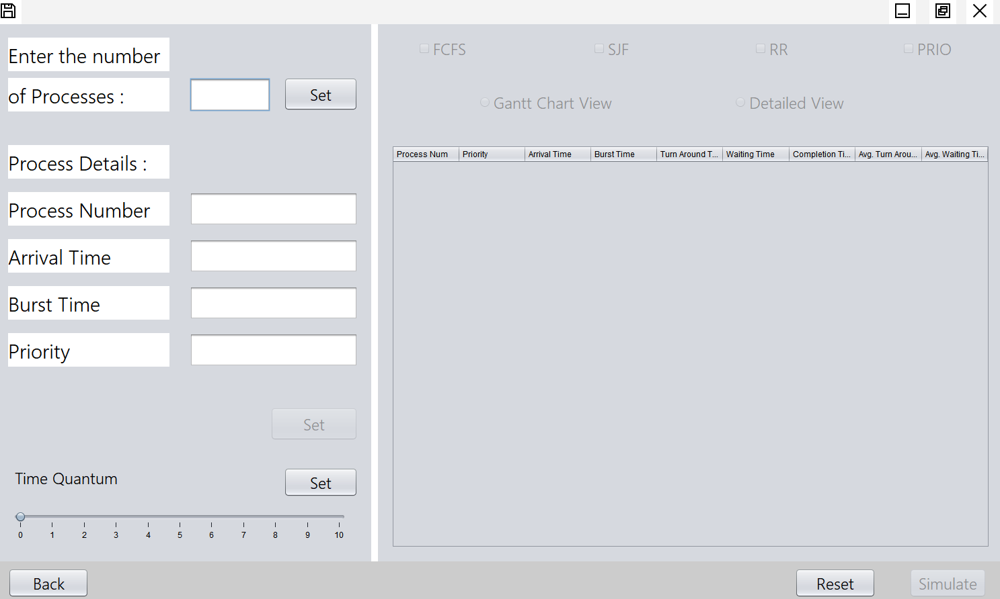 Enter the number
of Processes :
Set
Process Details :
Process Number
Arrival Time
Burst Time
Priority
Set
Time Quantum
Set
0 1 2 3 4 5 6 7 8 9 10
FCFS SJF RR PRIO
Gantt Chart View Detailed View
Process Num Priority Arrival Time Burst Time Turn Around T... Waiting Time Completion Ti... Avg. Turn Arou... Avg. Waiting Ti...
Back Reset Simulate